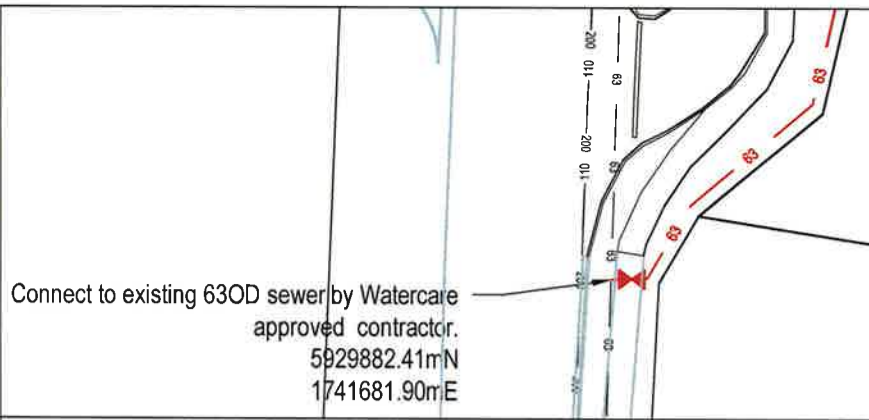 200
110
63
63
200
110
63
63
63
63
200
Connect to existing 63OD sewer by Watercare
approved contractor.
5929882.41mN
1741681.90mE